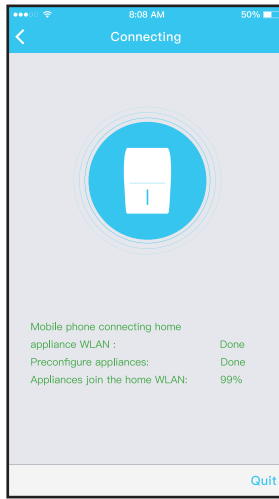 8:08 AM 50%
Connecting
Mobile phone connecting home
appliance WLAN : Done
Preconfigure appliances: Done
Appliances join the home WLAN: 99%
Quit